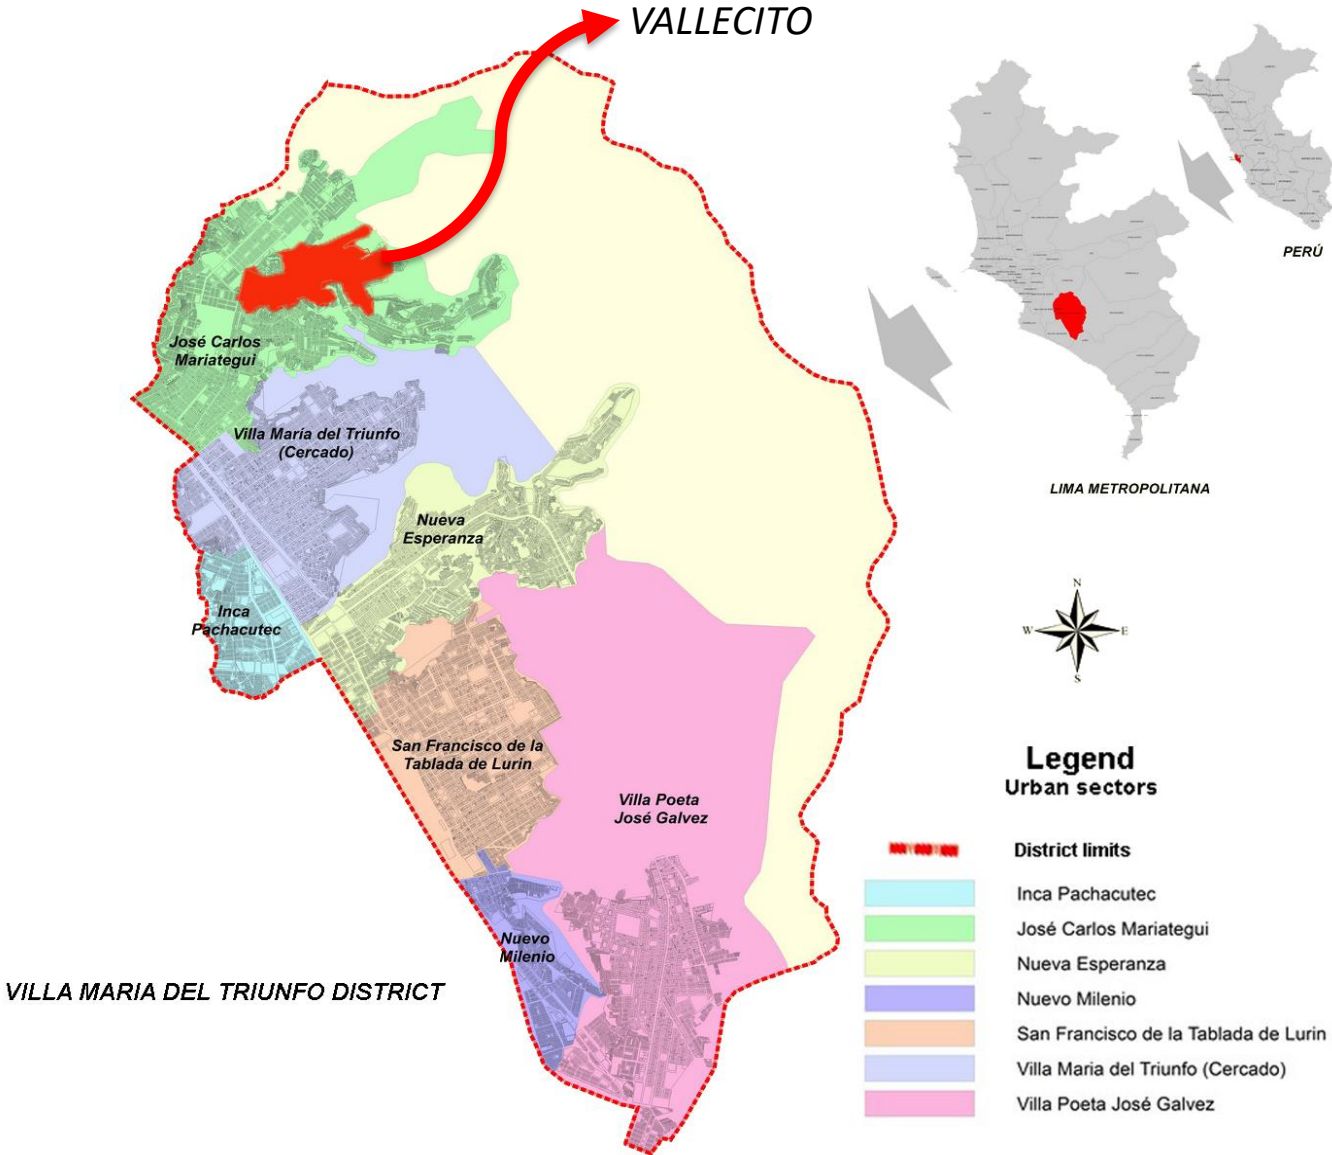 VALLECITO
PERÚ
LIMA METROPOLITANA
José Carlos
Mariategui
Villa María del Triunfo
(Cercado)
Nueva
Esperanza
Inca
Pachacutec
San Francisco de la
Tablada de Lurin
Villa Poeta
José Galvez
Nuevo
Milenio
VILLA MARIA DEL TRIUNFO DISTRICT
N
W
E
S
Legend
Urban sectors
District limits
Inca Pachacutec
José Carlos Mariategui
Nueva Esperanza
Nuevo Milenio
San Francisco de la Tablada de Lurin
Villa Maria del Triunfo (Cercado)
Villa Poeta José Galvez